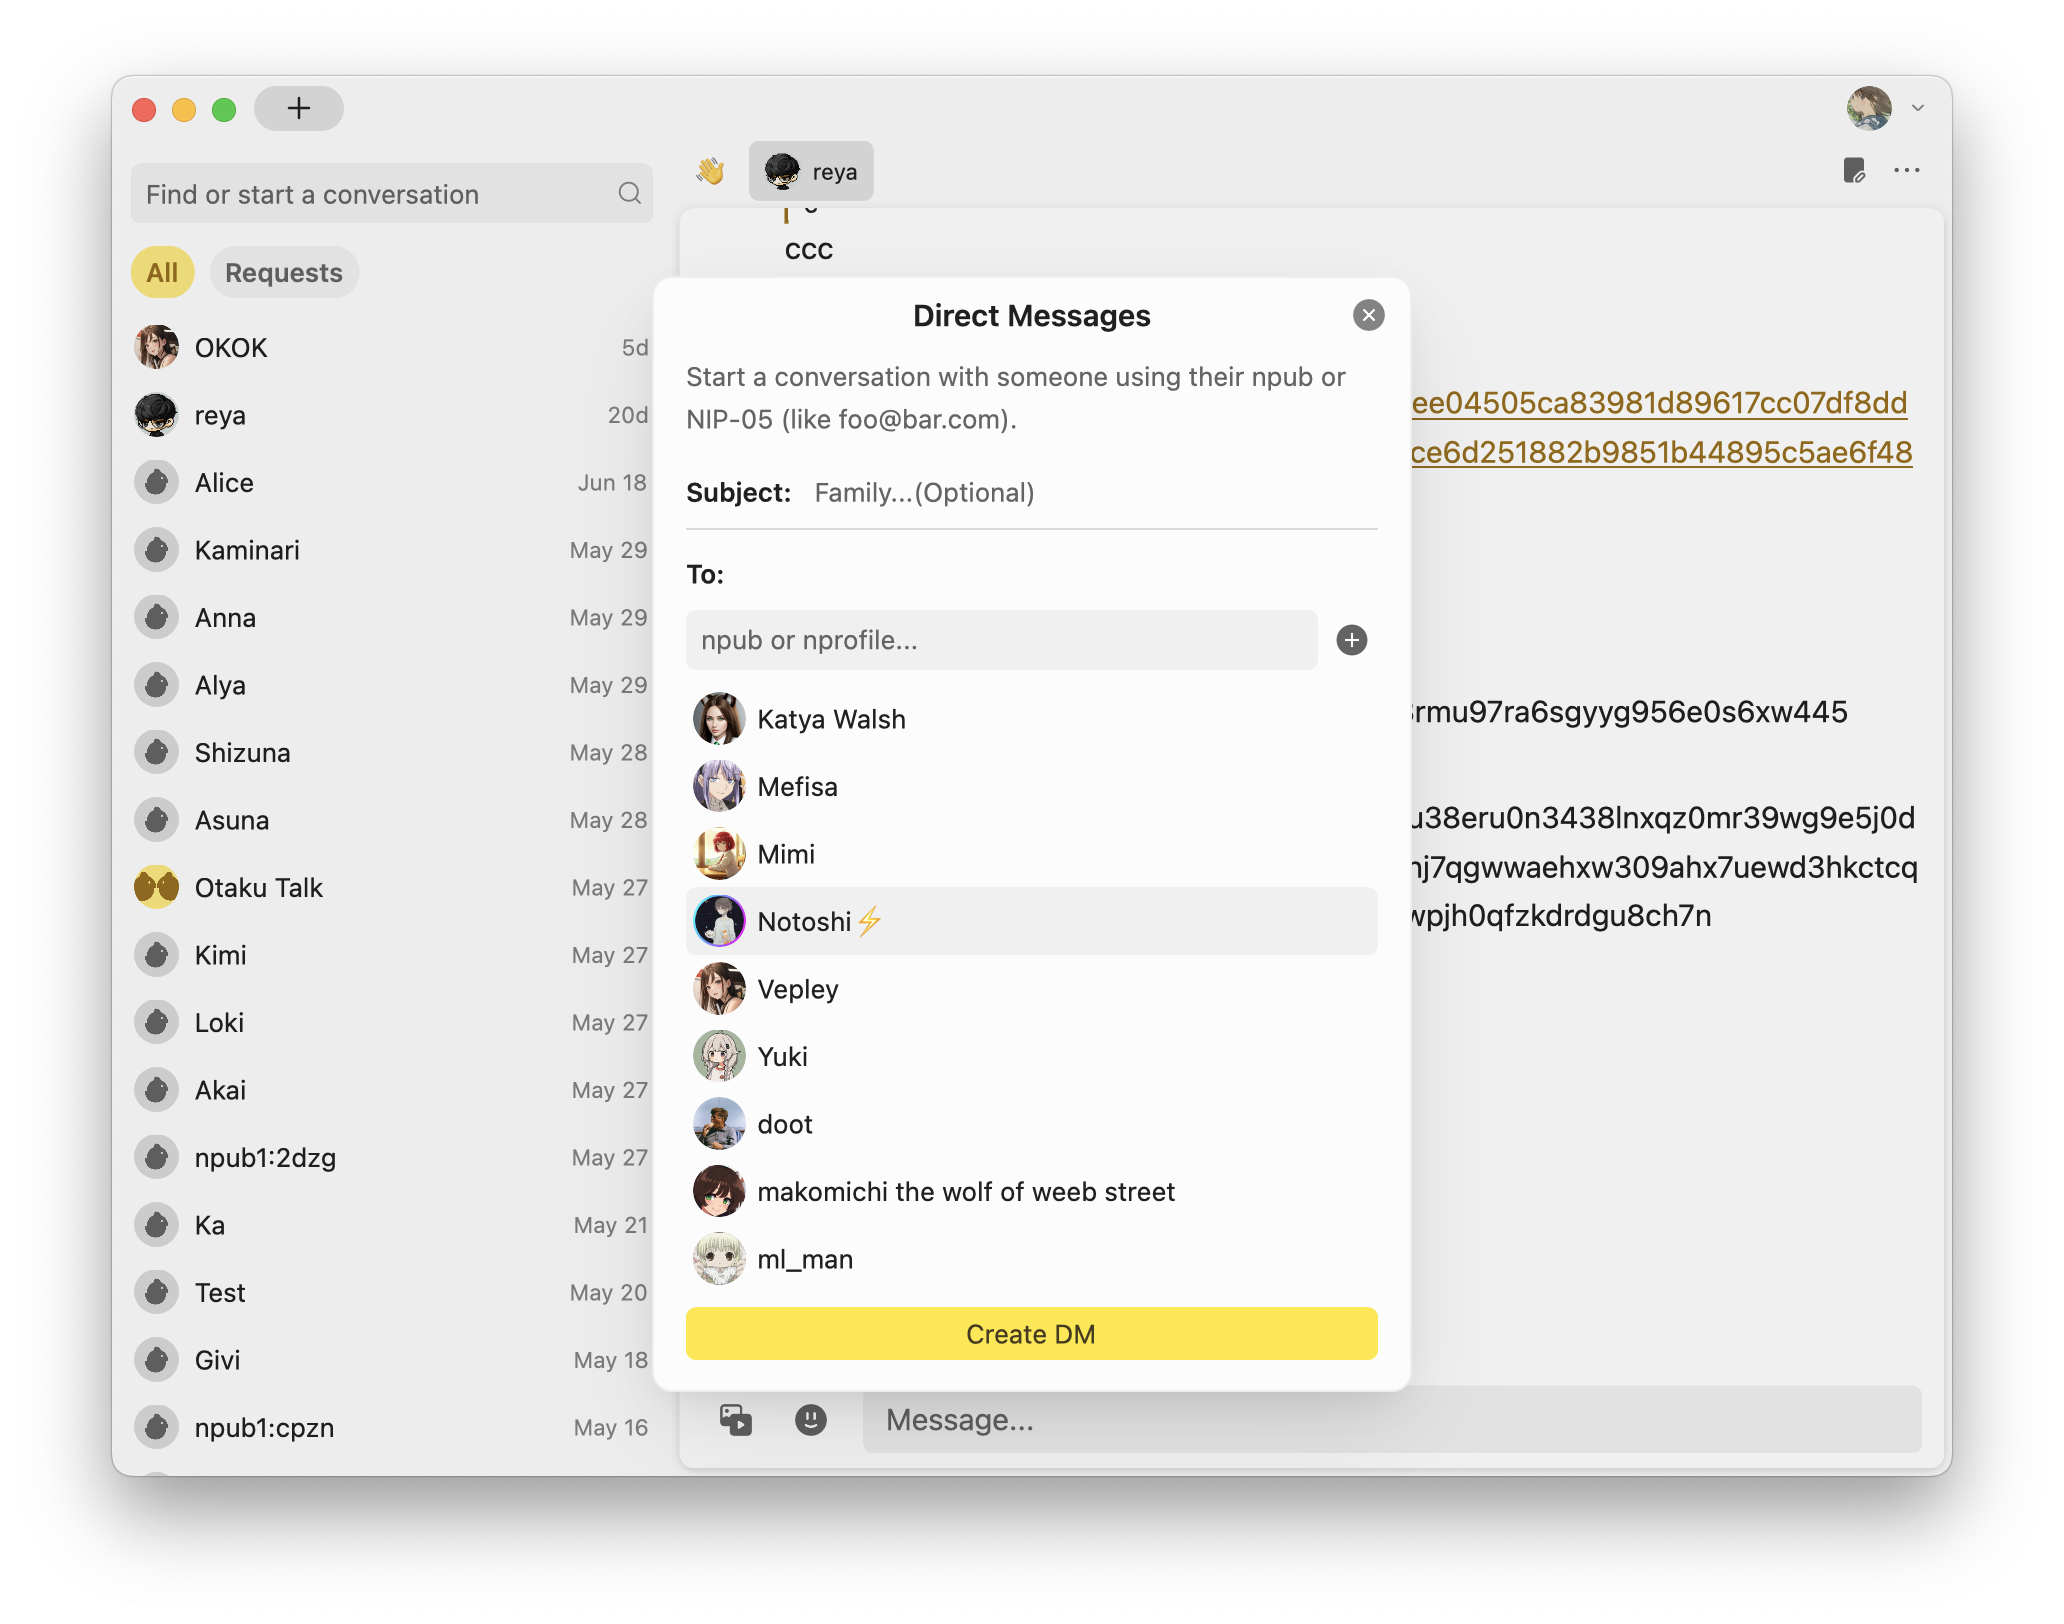 Find or start a conversation
All
Requests
OKOK
5d
reya
20d
Alice
Jun 18
Kaminari
May 29
Anna
May 29
Alya
May 29
Shizuna
May 28
Asuna
May 28
Otaku Talk
May 27
Kimi
May 27
Loki
May 27
Akai
May 27
npub1:2dzg
May 27
Ka
May 21
Test
May 20
Givi
May 18
npub1:cpzn
May 16
reya
ccc
ee04505ca83981d89617cc07df8dd
ce6d251882b9851b44895c5ae6f48
rmu97ra6sgyyg956e0s6xw445
u38eru0n3438lnxqz0mr39wg9e5j0d
j7qgwwaehxw309ahx7uewd3hkctcq
wpjh0qfzkdrdgu8ch7n
Message...
Direct Messages
Start a conversation with someone using their npub or
NIP-05 (like foo@bar.com).
Subject: Family...(Optional)
To:
npub or nprofile...
Katya Walsh
Mefisa
Mimi
Notoshi⚡
Vepley
Yuki
doot
makomichi the wolf of weeb street
ml_man
Create DM